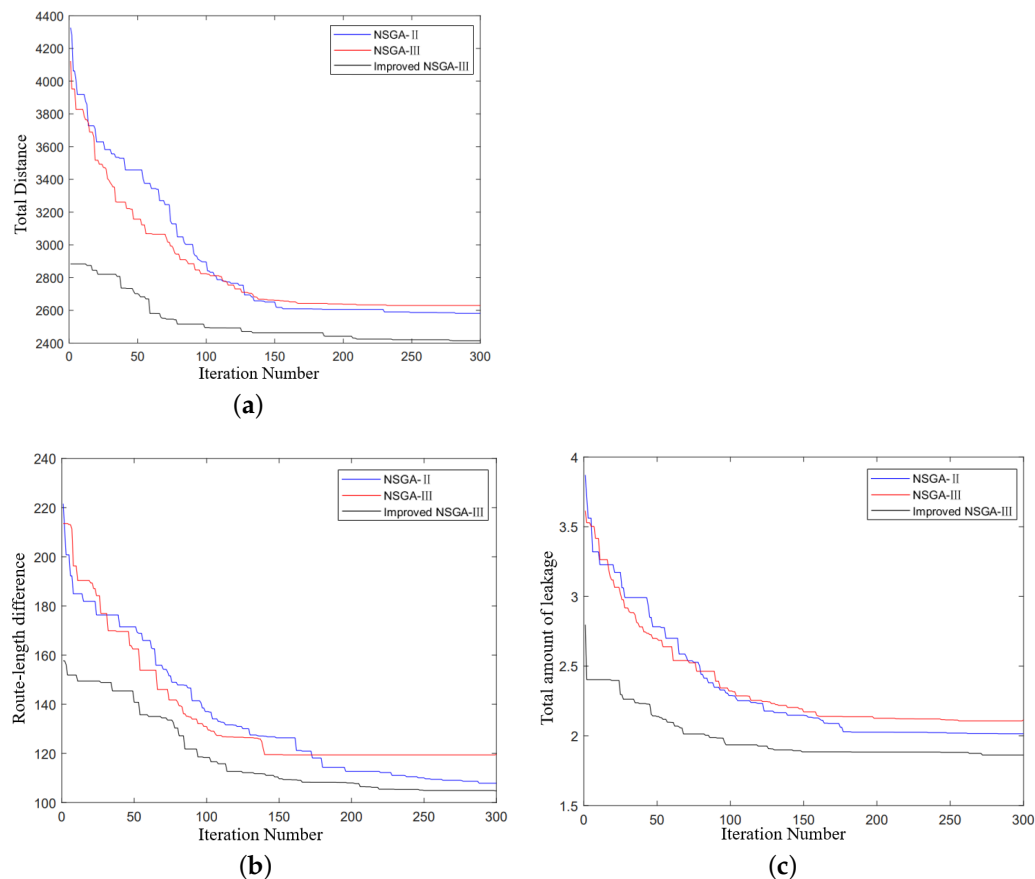 4400
4200
4000
3800
3600
3400
3200
3000
2800
2600
2400
Total Distance
NSGA-Ⅱ
NSGA-Ⅲ
Improved NSGA-Ⅲ
0 50 100 150 200 250 300
Iteration Number
(a)
240
220
200
180
160
140
120
100
Route-length difference
NSGA-Ⅱ
NSGA-Ⅲ
Improved NSGA-Ⅲ
0 50 100 150 200 250 300
Iteration Number
(b)
4
3.5
3
2.5
2
1.5
Total amount of leakage
NSGA-Ⅱ
NSGA-Ⅲ
Improved NSGA-Ⅲ
0 50 100 150 200 250 300
Iteration Number
(c)